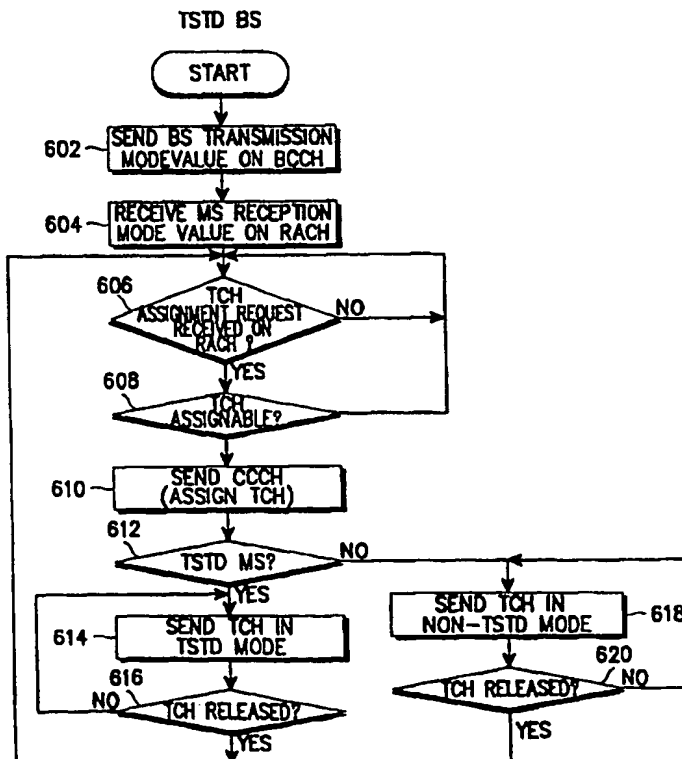 TSTD BS
START
602
SEND BS TRANSMISSION
MODEVALUE ON BCCH
604
RECEIVE MS RECEPTION
MODE VALUE ON RACH
606
TCH
ASSIGNMENT REQUEST
RECEIVED ON
RACH ?
NO
YES
608
TCH
ASSIGNABLE?
610
SEND CCCH
(ASSIGN TCH)
612
TSTD MS?
NO
YES
614
SEND TCH IN
TSTD MODE
SEND TCH IN
NON-TSTD MODE
618
616
NO
TCH RELEASED?
YES
620
TCH RELEASED?
NO
YES